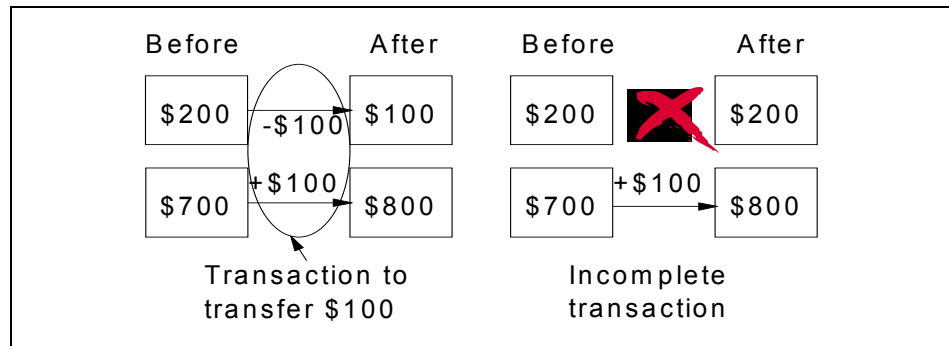 Before After Before After
$200 -$100 $100 $200 $200
$700 +$100 $800 $700 +$100 $800
Transaction to
transfer $100
Incomplete
transaction